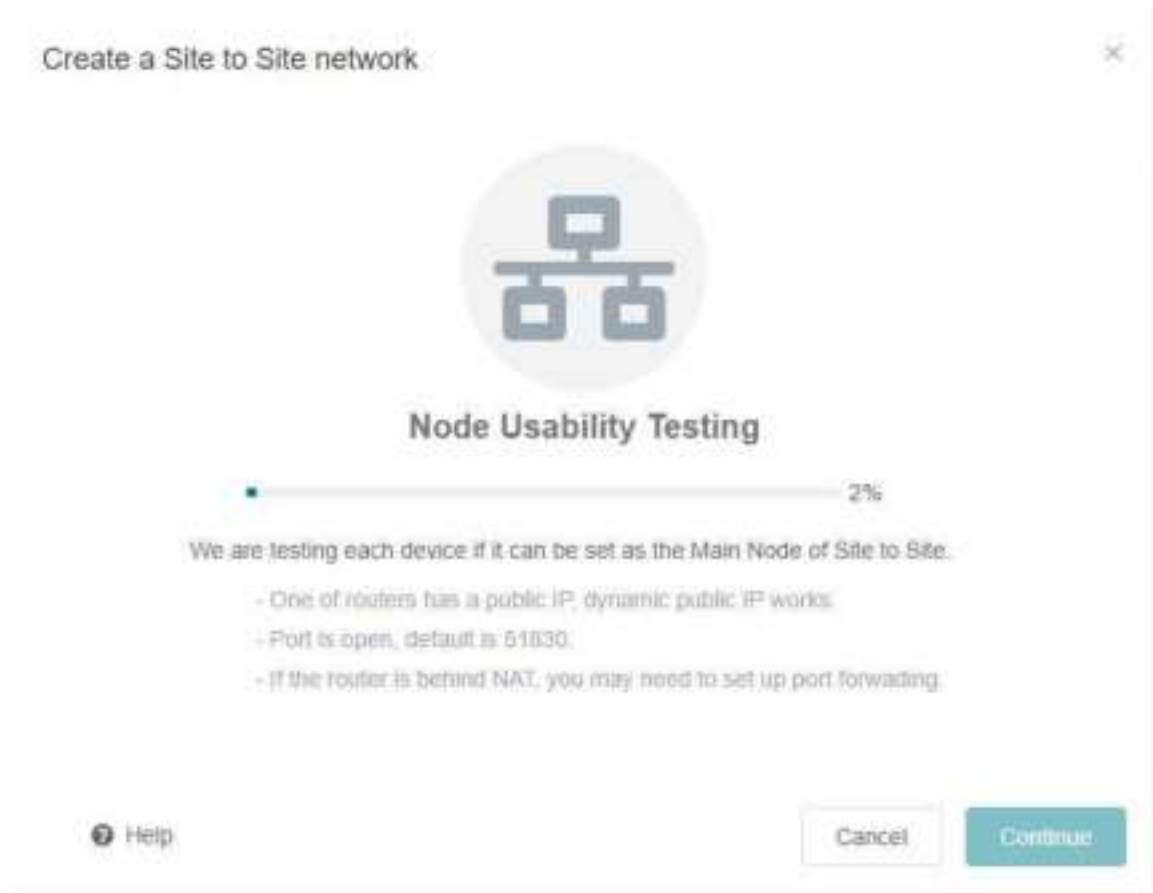 Create a Site to Site network
Node Usability Testing
2%
We are testing each device if it can be set as the Main Node of Site to Site.
- One of routers has a public IP, dynamic public IP works.
- Port is open, default is 51830.
- If the router is behind NAT, you may need to set up port forwading.
Help
Cancel
Continue